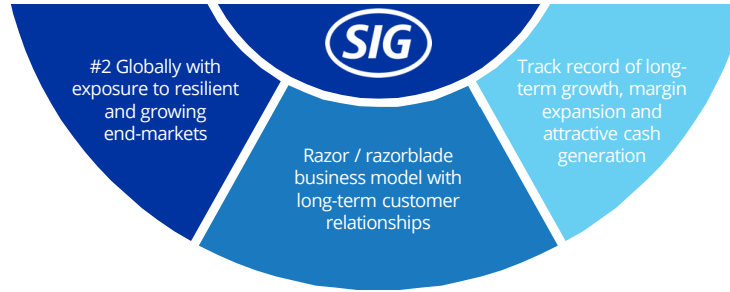 SIG
#2 Globally with
exposure to resilient
and growing
end-markets
Razor / razorblade
business model with
long-term customer
relationships
Track record of long-
term growth, margin
expansion and
attractive cash
generation